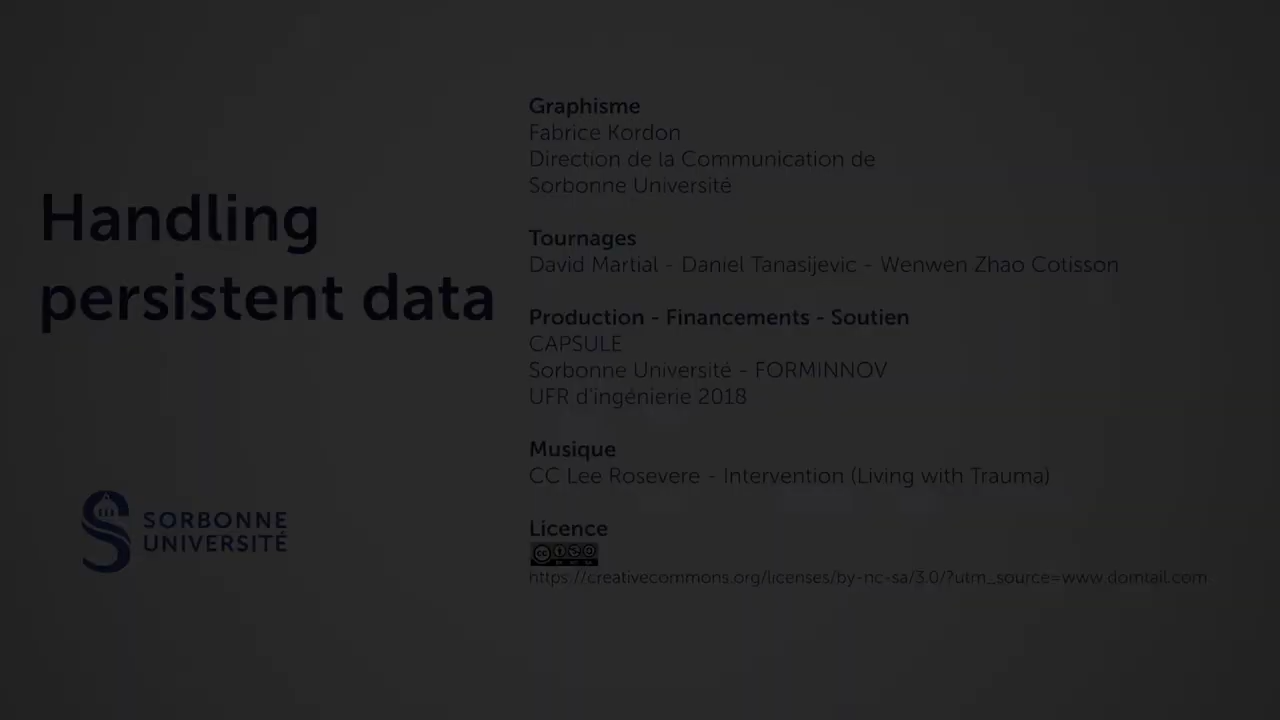 Handling
persistent data
SORBONNE
UNIVERSITÉ
Graphisme
Fabrice Kordon
Direction de la Communication de
Sorbonne Université
Tournages
David Martial - Daniel Tanasijevic - Wenwen Zhao Cotisson
Production - Financements - Soutien
CAPSULE
Sorbonne Université - FORMINNOV
UFR d'ingénierie 2018
Musique
CC Lee Rosevere - Intervention (Living with Trauma)
Licence
https://creativecommons.org/licenses/by-nc-sa/3.0/?utm_source=www.domtail.com